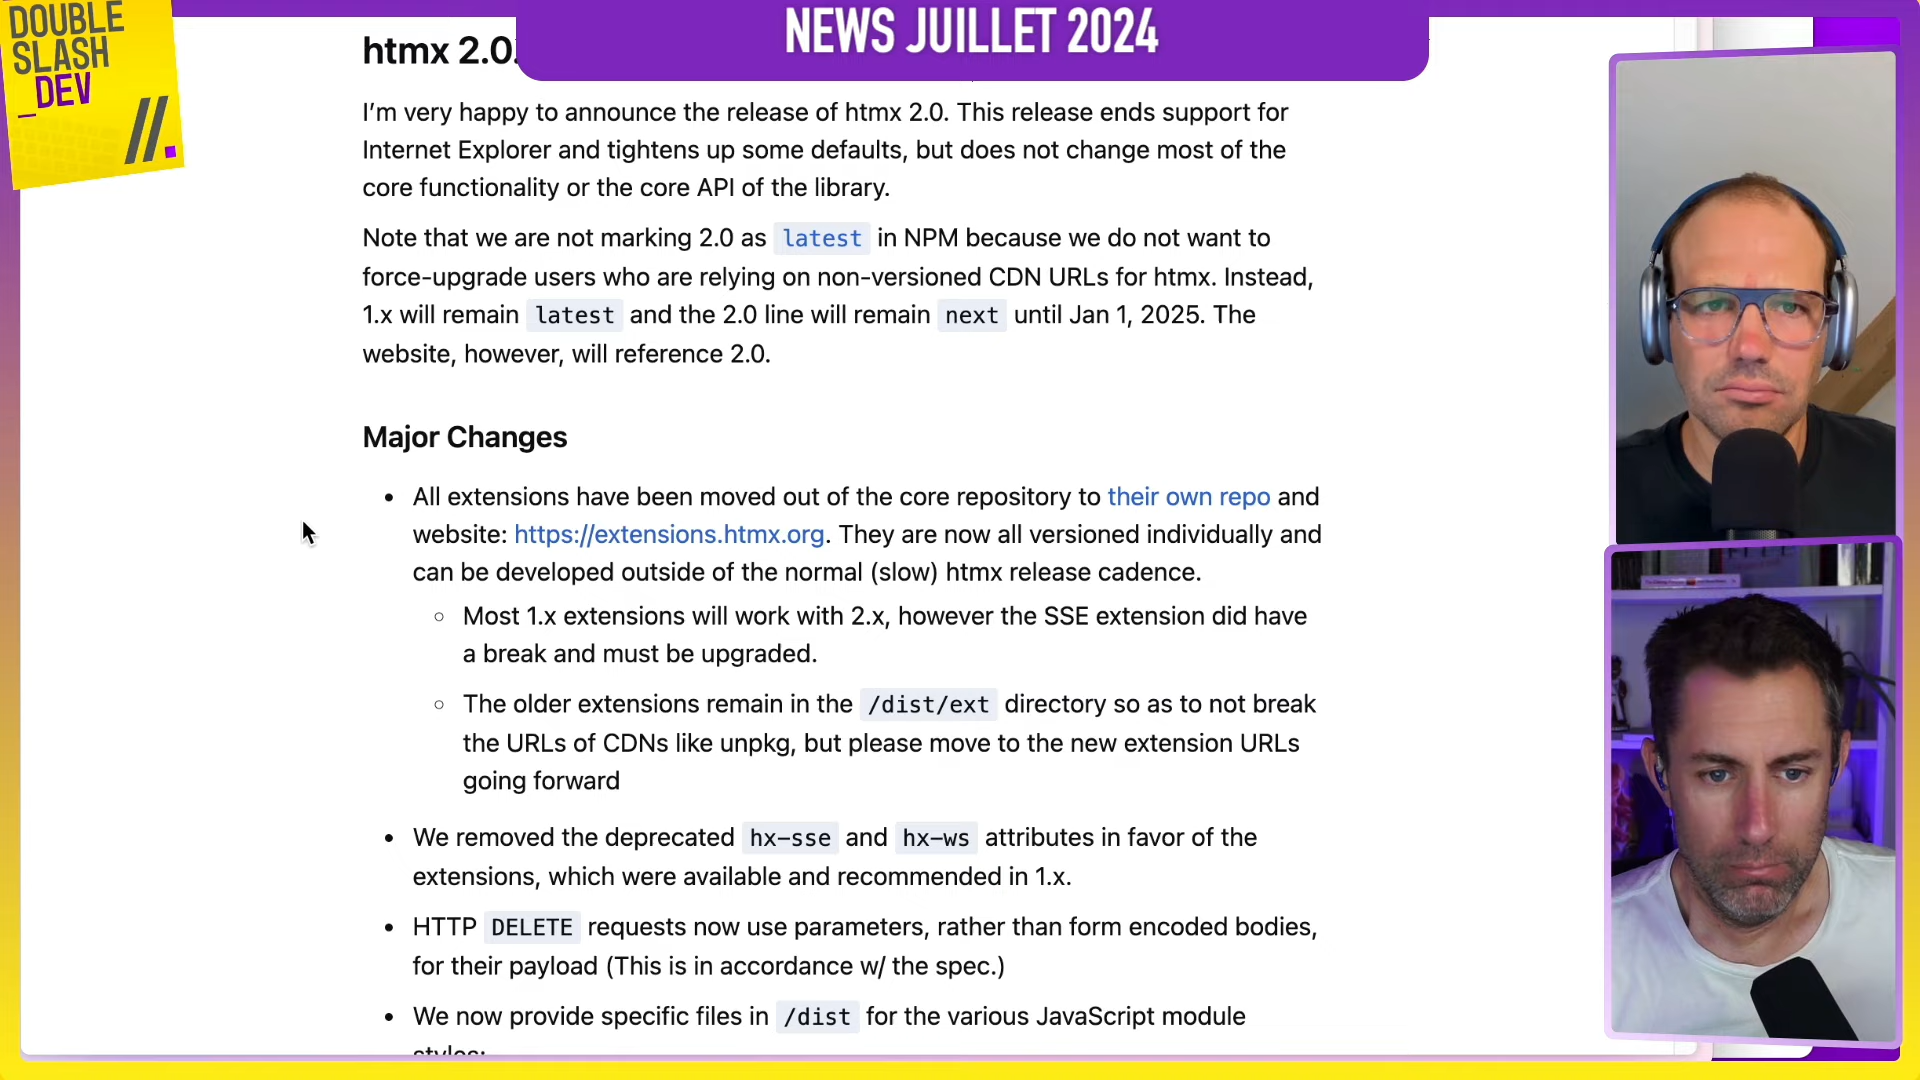 DOUBLE
SLASH
_DEV
//.
NEWS JUILLET 2024
htmx 2.0.
I’m very happy to announce the release of htmx 2.0. This release ends support for
Internet Explorer and tightens up some defaults, but does not change most of the
core functionality or the core API of the library.
Note that we are not marking 2.0 as latest in NPM because we do not want to
force-upgrade users who are relying on non-versioned CDN URLs for htmx. Instead,
1.x will remain latest and the 2.0 line will remain next until Jan 1, 2025. The
website, however, will reference 2.0.
Major Changes
• All extensions have been moved out of the core repository to their own repo and
website: https://extensions.htmx.org. They are now all versioned individually and
can be developed outside of the normal (slow) htmx release cadence.
◦ Most 1.x extensions will work with 2.x, however the SSE extension did have
a break and must be upgraded.
◦ The older extensions remain in the /dist/ext directory so as to not break
the URLs of CDNs like unpkg, but please move to the new extension URLs
going forward
• We removed the deprecated hx-sse and hx-ws attributes in favor of the
extensions, which were available and recommended in 1.x.
• HTTP DELETE requests now use parameters, rather than form encoded bodies,
for their payload (This is in accordance w/ the spec.)
• We now provide specific files in /dist for the various JavaScript module
styles: